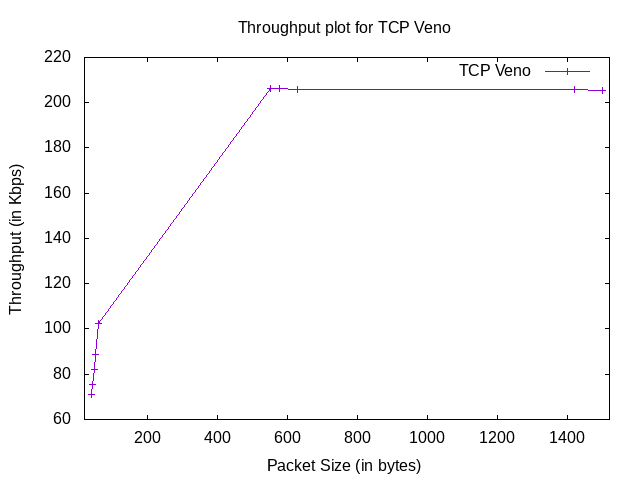 Throughput plot for TCP Veno
TCP Veno
220
200
180
160
140
120
100
80
60
Throughput (in Kbps)
200 400 600 800 1000 1200 1400
Packet Size (in bytes)